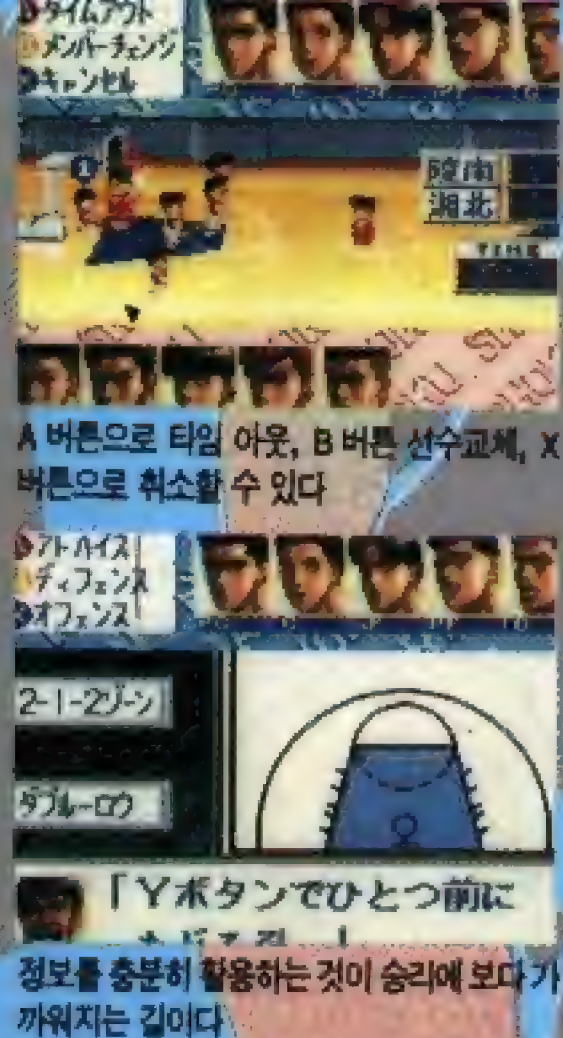 タイムアウト
メンバーチェンジ
キャンセル
陵南
湘北
TIME
A 버튼으로 타임 아웃, B 버튼 선수교체, X
버튼으로 취소할 수 있다
アドバイス
ディフェンス
オフェンス
2-1-2ゾーン
ダブルーロウ
「Yボタンでひとつ前に
정보를 충분히 활용하는 것이 승리에 보다 가
까워지는 길이다